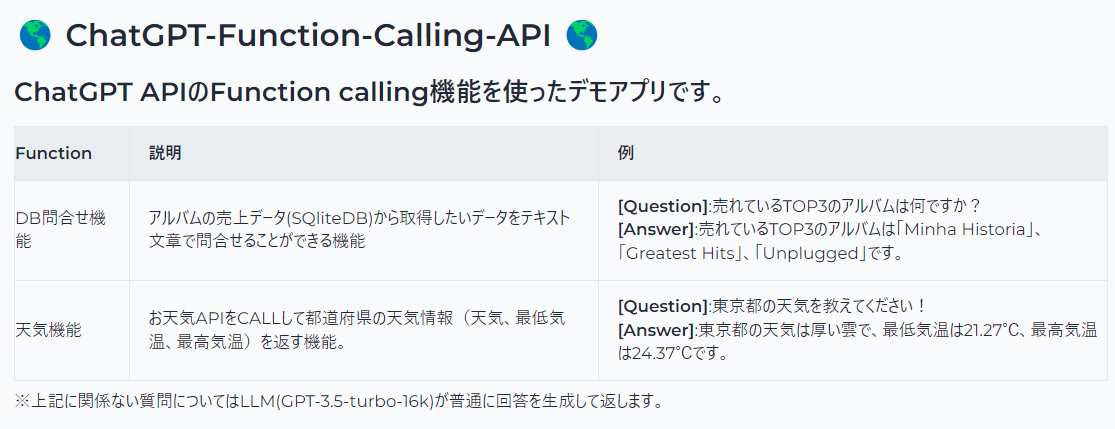 🌎 ChatGPT-Function-Calling-API 🌎
ChatGPT APIのFunction calling機能を使ったデモアプリです。
Function 説明 例
DB問合せ機
能
アルバムの売上データ(SQliteDB)から取得したいデータをテキスト
文章で問合せることができる機能
[Question]:売れているTOP3のアルバムは何ですか？
[Answer]:売れているTOP3のアルバムは「Minha Historia」、
「Greatest Hits」、「Unplugged」です。
天気機能
お天気APIをCALLして都道府県の天気情報（天気、最低気
温、最高気温）を返す機能。
[Question]:東京都の天気を教えてください！
[Answer]:東京都の天気は厚い雲で、最低気温は21.27°C、最高気温
は24.37°Cです。
※上記に関係ない質問についてはLLM(GPT-3.5-turbo-16k)が普通に回答を生成して返します。